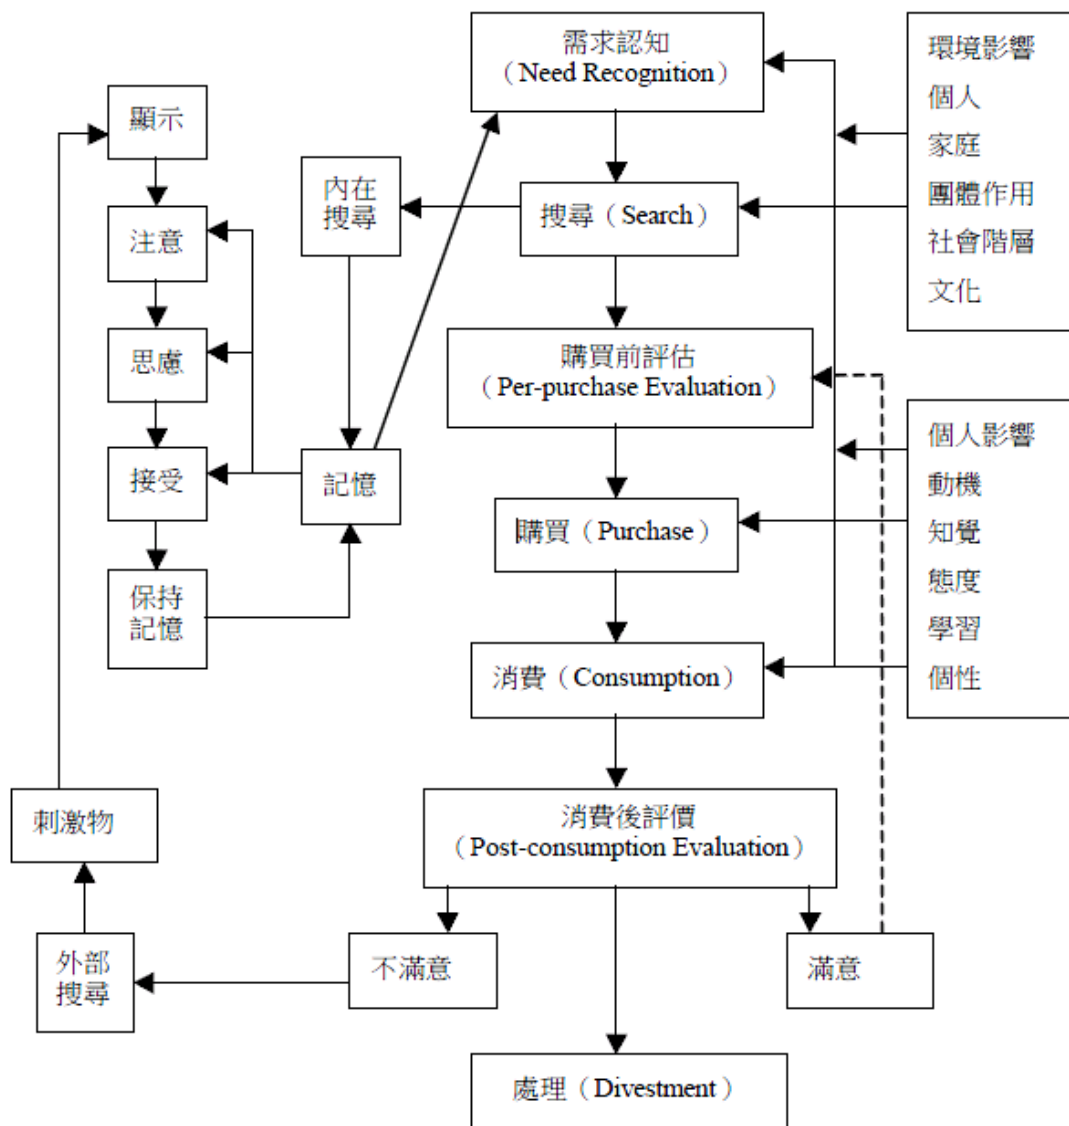 需求認知
（Need Recognition）
環境影響
個人
家庭
團體作用
社會階層
文化
顯示
內在
搜尋
搜尋（Search）
注意
思慮
購買前評估
（Per-purchase Evaluation）
接受
記憶
個人影響
動機
知覺
態度
學習
個性
購買（Purchase）
保持
記憶
消費（Consumption）
刺激物
消費後評價
（Post-consumption Evaluation）
外部
搜尋
不滿意
滿意
處理（Divestment）